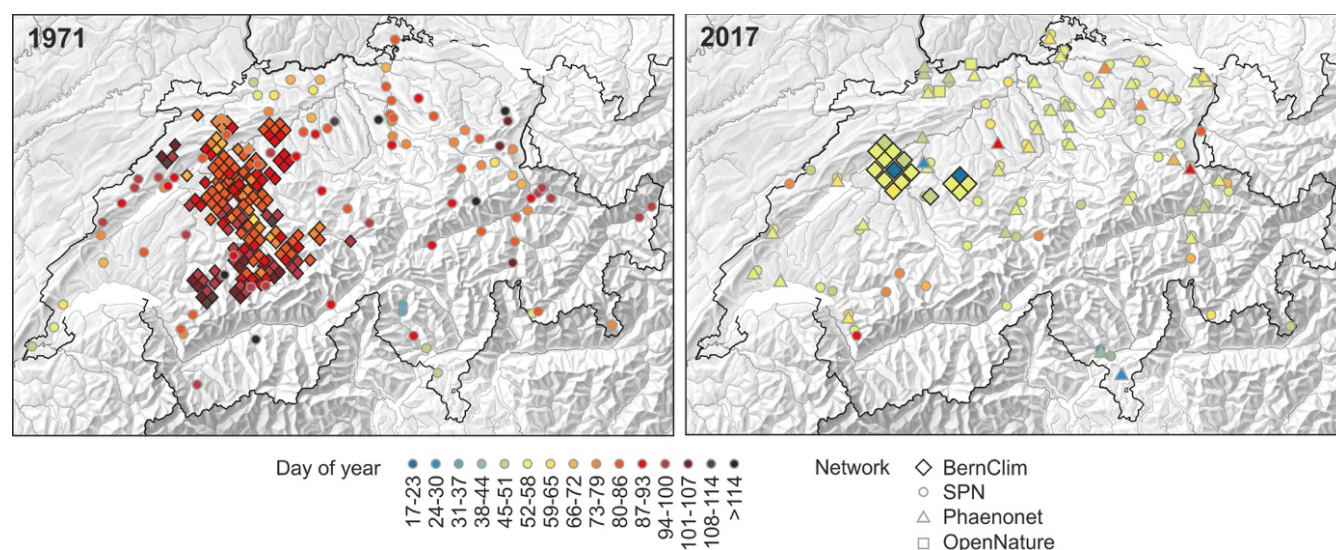 1971
2017
Day of year
17-23
24-30
31-37
38-44
45-51
52-58
59-65
66-72
73-79
80-86
87-93
94-100
101-107
108-114
>114
Network
BernClim
SPN
Phaenonet
OpenNature